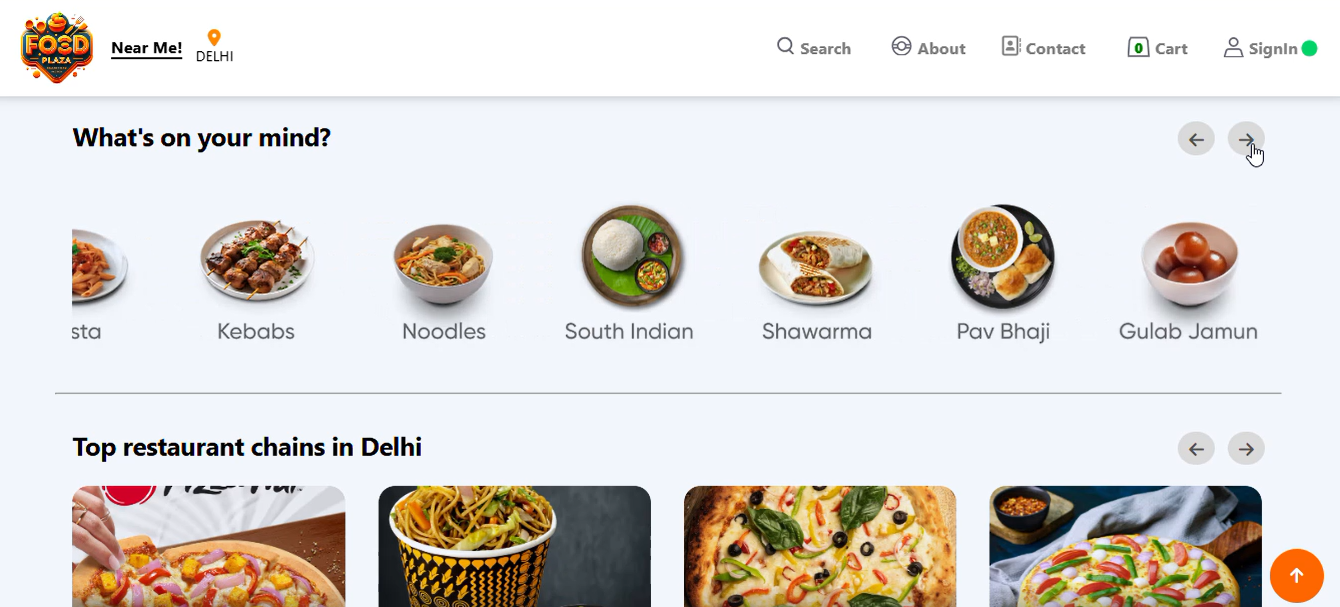 FOOD
PLAZA
Near Me!
DELHI
Search
About
Contact
0
Cart
SignIn
What's on your mind?
sta
Kebabs
Noodles
South Indian
Shawarma
Pav Bhaji
Gulab Jamun
Top restaurant chains in Delhi